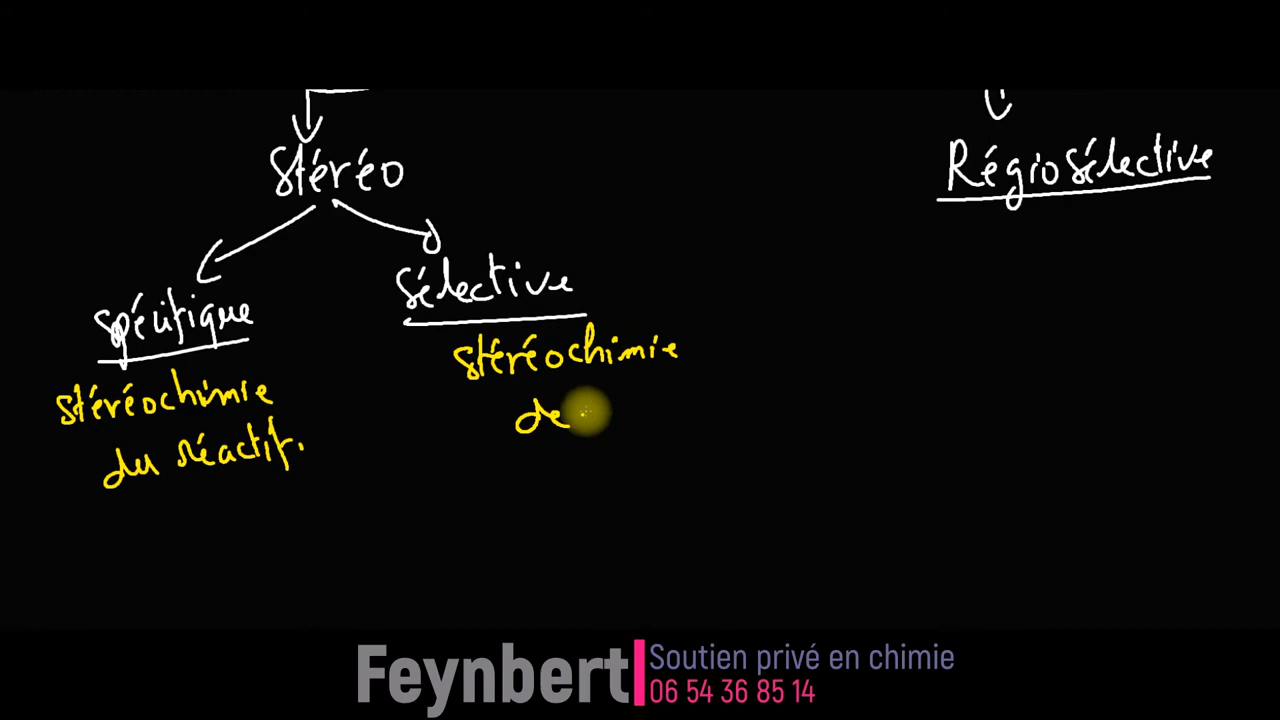 Stéréo
RégioSélective
Spécifique
Sélective
stéréochimie
du réactif.
stéréochimie
de
Feynbert
Soutien privé en chimie
06 54 36 85 14